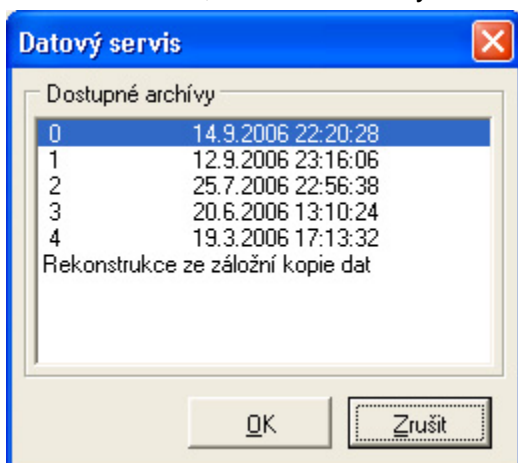 Datový servis
Dostupné archívy
0 14.9.2006 22:20:28
1 12.9.2006 23:16:06
2 25.7.2006 22:56:38
3 20.6.2006 13:10:24
4 19.3.2006 17:13:32
Rekonstrukce ze záložní kopie dat
OK Zrušit